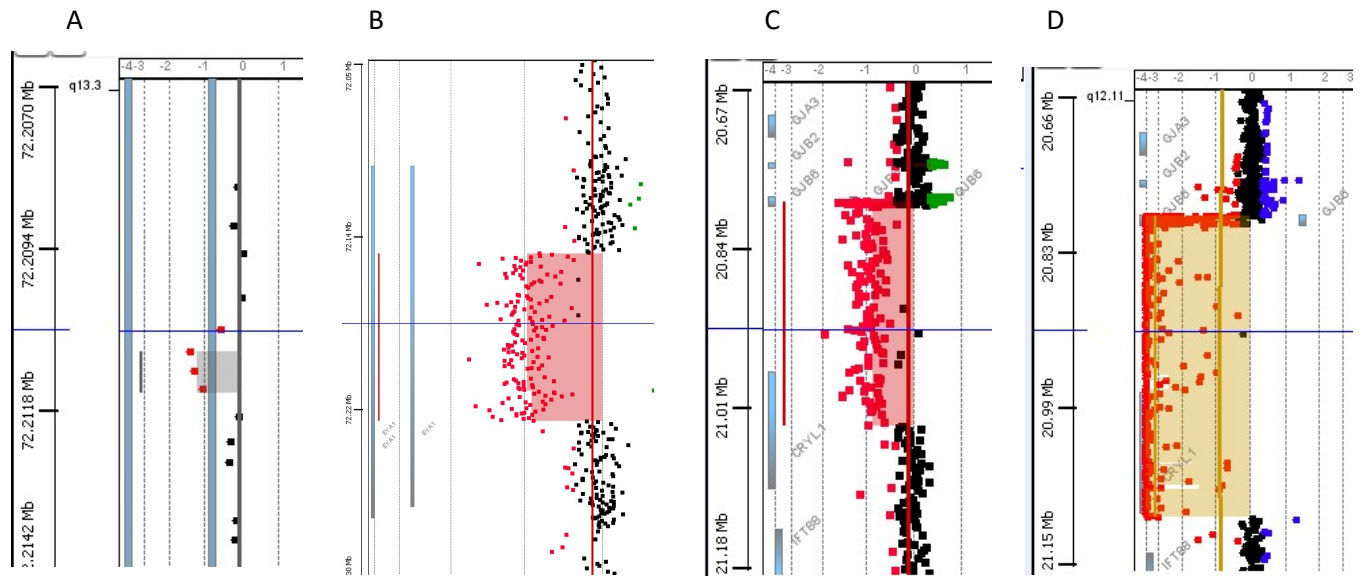 A
B
C
D
-4
-3
-2
-1
0
1
q13.3
72.2070 Mb
72.2094 Mb
72.2118 Mb
2.2142 Mb
72.05 Mb
72.14 Mb
72.22 Mb
30 Mb
EYA1
EYA1
EYA1
-4
-3
-2
-1
0
1
20.67 Mb
20.84 Mb
21.01 Mb
21.18 Mb
GJA3
GJB2
GJB6
GJB6
CRYL1
IFT88
-4
-3
-2
-1
0
1
2
3
q12.11
20.66 Mb
20.83 Mb
20.99 Mb
21.15 Mb
GJA3
GJB2
GJB6
GJB6
CRYL1
IFT88